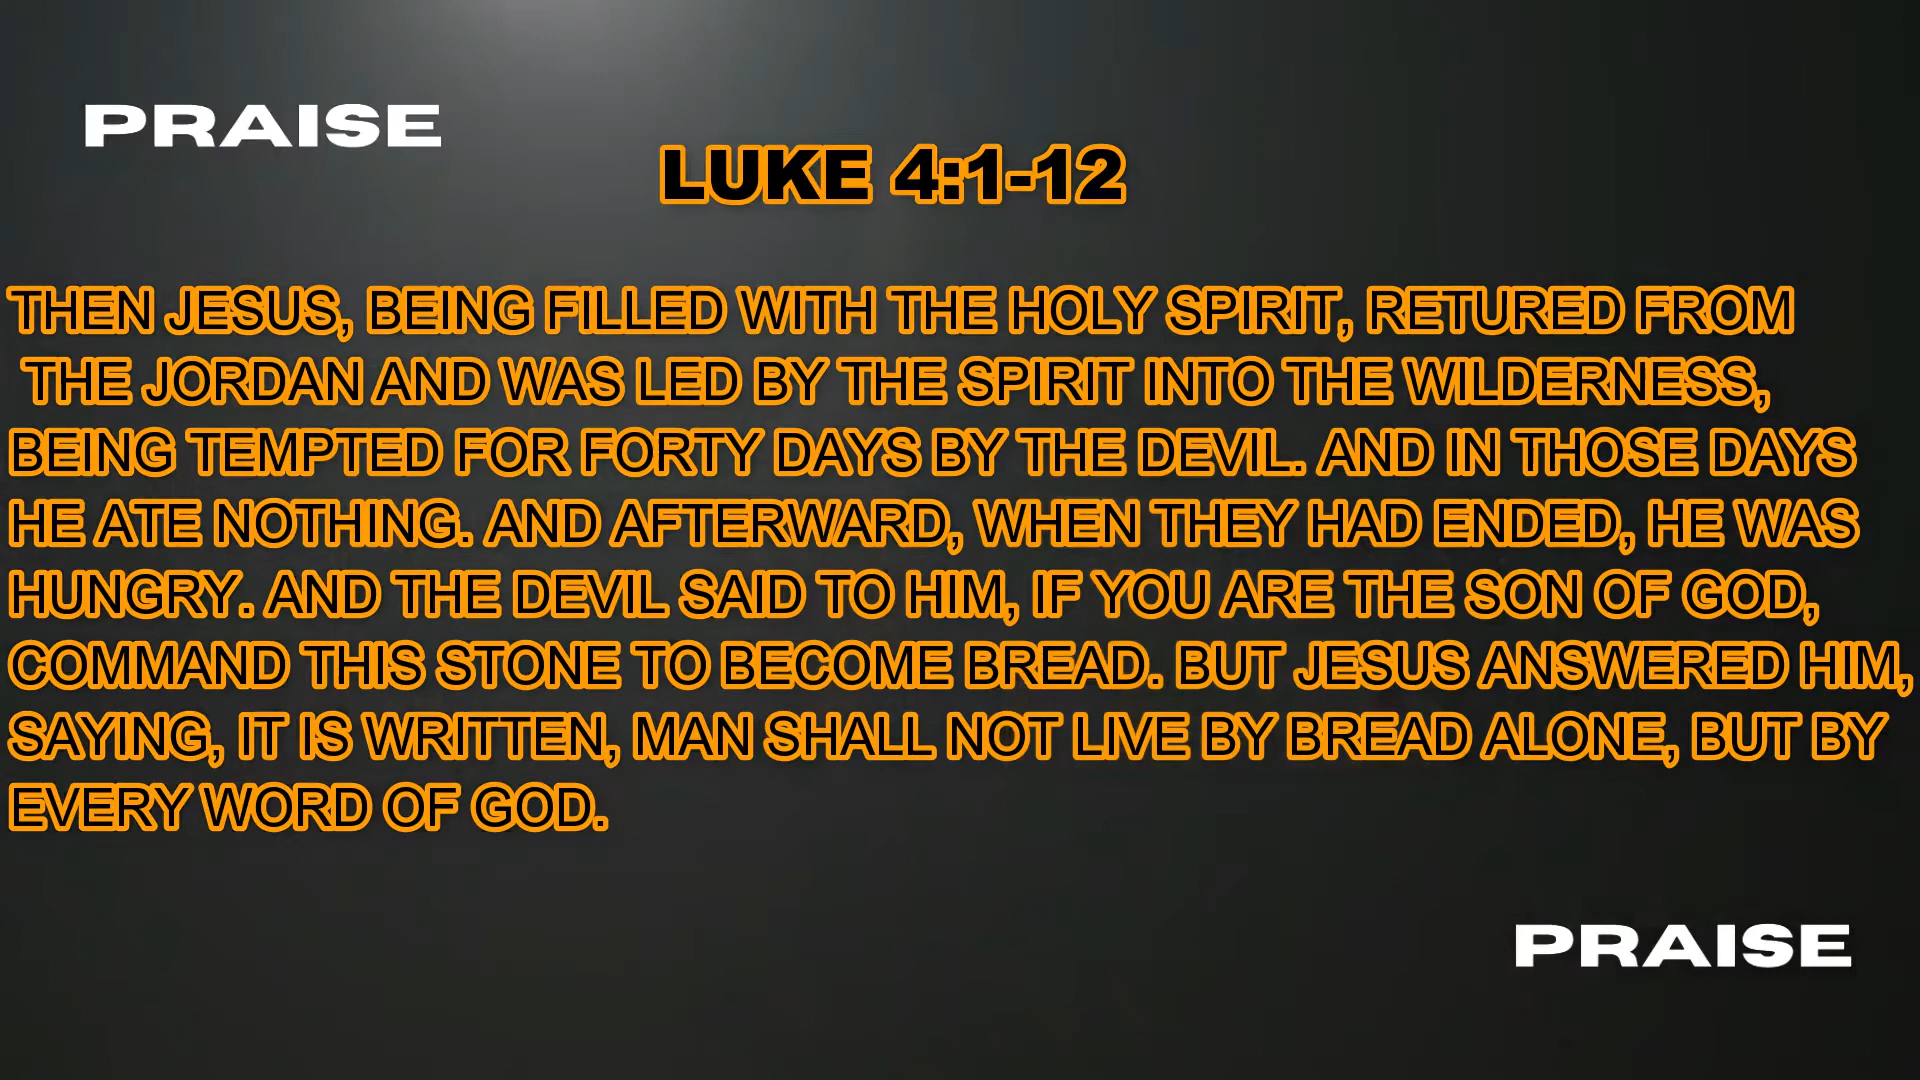 PRAISE
LUKE 4:1-12
THEN JESUS, BEING FILLED WITH THE HOLY SPIRIT, RETURED FROM
THE JORDAN AND WAS LED BY THE SPIRIT INTO THE WILDERNESS,
BEING TEMPTED FOR FORTY DAYS BY THE DEVIL. AND IN THOSE DAYS
HE ATE NOTHING. AND AFTERWARD, WHEN THEY HAD ENDED, HE WAS
HUNGRY. AND THE DEVIL SAID TO HIM, IF YOU ARE THE SON OF GOD,
COMMAND THIS STONE TO BECOME BREAD. BUT JESUS ANSWERED HIM,
SAYING, IT IS WRITTEN, MAN SHALL NOT LIVE BY BREAD ALONE, BUT BY
EVERY WORD OF GOD.
PRAISE